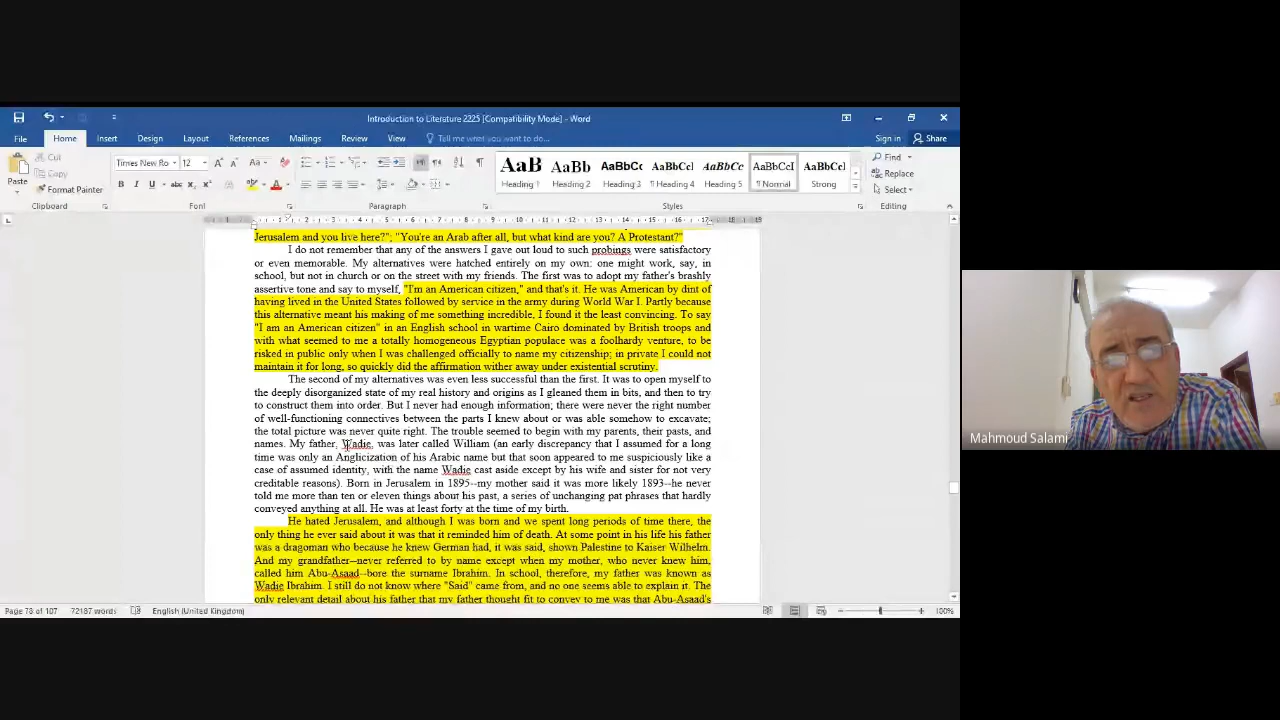 Introduction to Literature 2225 [Compatibility Mode] - Word
File Home Insert Design Layout References Mailings Review View Tell me what you want to do... Sign in Share
Paste Cut Copy Format Painter
Times New Ro 12 Aa
B I U abc x₂ x²
AaB AaBb AaBbCc AaBbCcI AaBbCc AaBbCcI AaBbCcl
Heading 1 Heading 2 Heading 3 ¶ Heading 4 Heading 5 ¶ Normal Strong
Find Replace Select
Clipboard Font Paragraph Styles Editing
Jerusalem and you live here?"; "You're an Arab after all, but what kind are you? A Protestant?"
I do not remember that any of the answers I gave out loud to such probings were satisfactory
or even memorable. My alternatives were hatched entirely on my own: one might work, say, in
school, but not in church or on the street with my friends. The first was to adopt my father's brashly
assertive tone and say to myself, "I'm an American citizen," and that's it. He was American by dint of
having lived in the United States followed by service in the army during World War I. Partly because
this alternative meant his making of me something incredible, I found it the least convincing. To say
"I am an American citizen" in an English school in wartime Cairo dominated by British troops and
with what seemed to me a totally homogeneous Egyptian populace was a foolhardy venture, to be
risked in public only when I was challenged officially to name my citizenship; in private I could not
maintain it for long, so quickly did the affirmation wither away under existential scrutiny.
The second of my alternatives was even less successful than the first. It was to open myself to
the deeply disorganized state of my real history and origins as I gleaned them in bits, and then to try
to construct them into order. But I never had enough information; there were never the right number
of well-functioning connectives between the parts I knew about or was able somehow to excavate;
the total picture was never quite right. The trouble seemed to begin with my parents, their pasts, and
names. My father, Wadie, was later called William (an early discrepancy that I assumed for a long
time was only an Anglicization of his Arabic name but that soon appeared to me suspiciously like a
case of assumed identity, with the name Wadie cast aside except by his wife and sister for not very
creditable reasons). Born in Jerusalem in 1895--my mother said it was more likely 1893--he never
told me more than ten or eleven things about his past, a series of unchanging pat phrases that hardly
conveyed anything at all. He was at least forty at the time of my birth.
He hated Jerusalem, and although I was born and we spent long periods of time there, the
only thing he ever said about it was that it reminded him of death. At some point in his life his father
was a dragoman who because he knew German had, it was said, shown Palestine to Kaiser Wilhelm.
And my grandfather--never referred to by name except when my mother, who never knew him,
called him Abu-Asaad--bore the surname Ibrahim. In school, therefore, my father was known as
Wadie Ibrahim. I still do not know where "Said" came from, and no one seems able to explain it. The
only relevant detail about his father that my father thought fit to convey to me was that Abu-Asaad's
Page 73 of 107 72187 words English (United Kingdom) 100%
Mahmoud Salami